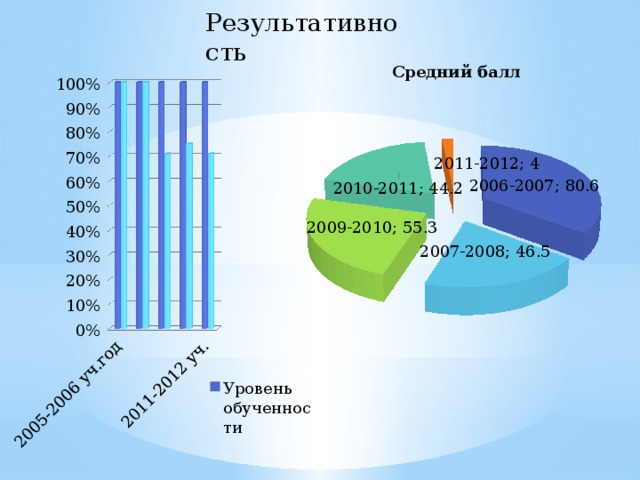 Результативно
сть
Средний балл
100%
90%
80%
70%
60%
50%
40%
30%
20%
10%
0%
2005-2006 уч.год
2011-2012 уч.
2011-2012; 4
2010-2011; 44.2
2006-2007; 80.6
2009-2010; 55.3
2007-2008; 46.5
Уровень
обученнос
ти